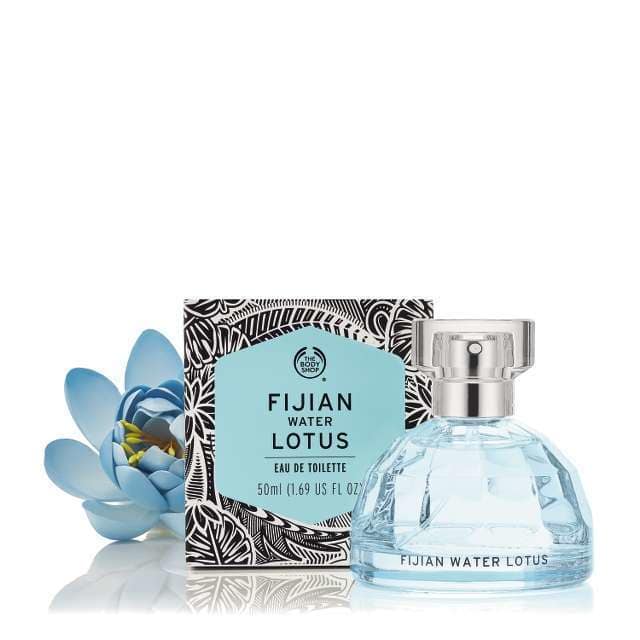 THE
BODY
SHOP
®
FIJIAN
WATER
LOTUS
EAU DE TOILETTE
50ml (1.69 US FL OZ)
FIJIAN WATER LOTUS